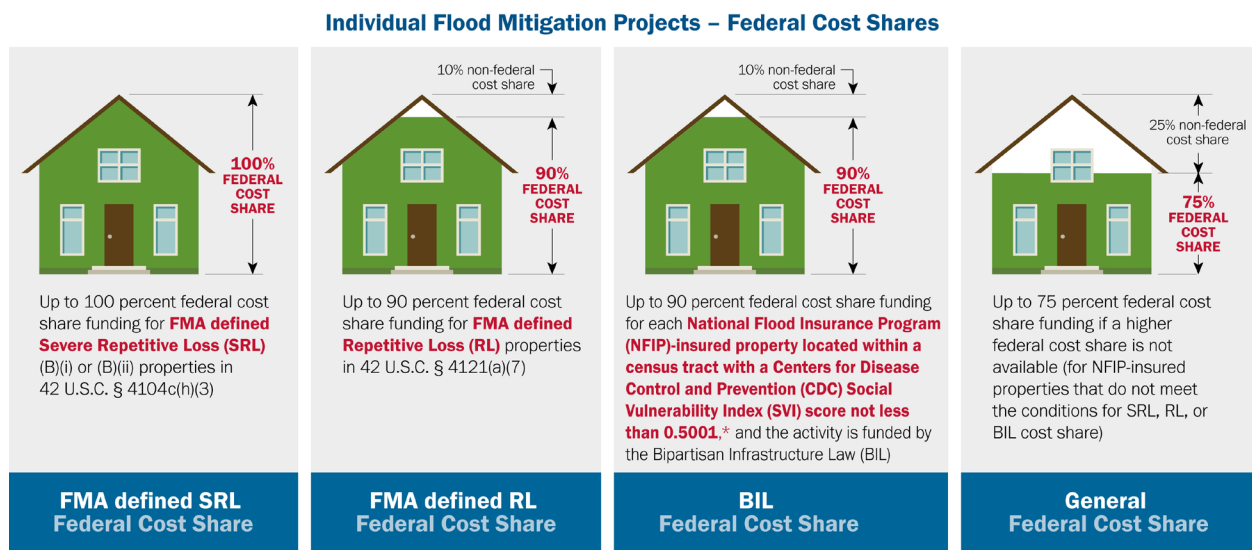 Individual Flood Mitigation Projects – Federal Cost Shares
100%
FEDERAL
COST
SHARE
Up to 100 percent federal cost
share funding for FMA defined
Severe Repetitive Loss (SRL)
(B)(i) or (B)(ii) properties in
42 U.S.C. § 4104c(h)(3)
FMA defined SRL
Federal Cost Share
10% non-federal
cost share
90%
FEDERAL
COST
SHARE
Up to 90 percent federal cost
share funding for FMA defined
Repetitive Loss (RL) properties
in 42 U.S.C. § 4121(a)(7)
FMA defined RL
Federal Cost Share
10% non-federal
cost share
90%
FEDERAL
COST
SHARE
Up to 90 percent federal cost share funding
for each National Flood Insurance Program
(NFIP)-insured property located within a
census tract with a Centers for Disease
Control and Prevention (CDC) Social
Vulnerability Index (SVI) score not less
than 0.5001,* and the activity is funded by
the Bipartisan Infrastructure Law (BIL)
BIL
Federal Cost Share
25% non-federal
cost share
75%
FEDERAL
COST
SHARE
Up to 75 percent federal cost
share funding if a higher
federal cost share is not
available (for NFIP-insured
properties that do not meet
the conditions for SRL, RL, or
BIL cost share)
General
Federal Cost Share